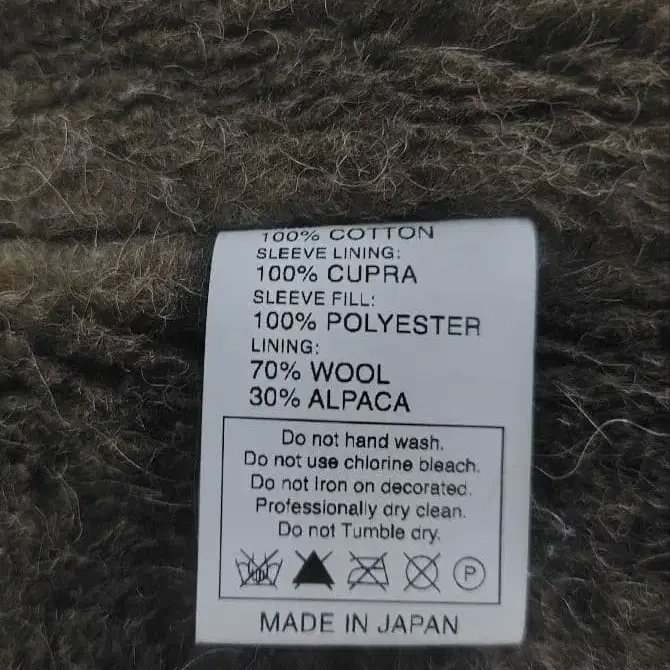 100% COTTON
SLEEVE LINING:
100% CUPRA
SLEEVE FILL:
100% POLYESTER
LINING:
70% WOOL
30% ALPACA
Do not hand wash.
Do not use chlorine bleach.
Do not Iron on decorated.
Professionally dry clean.
Do not Tumble dry.
P
MADE IN JAPAN